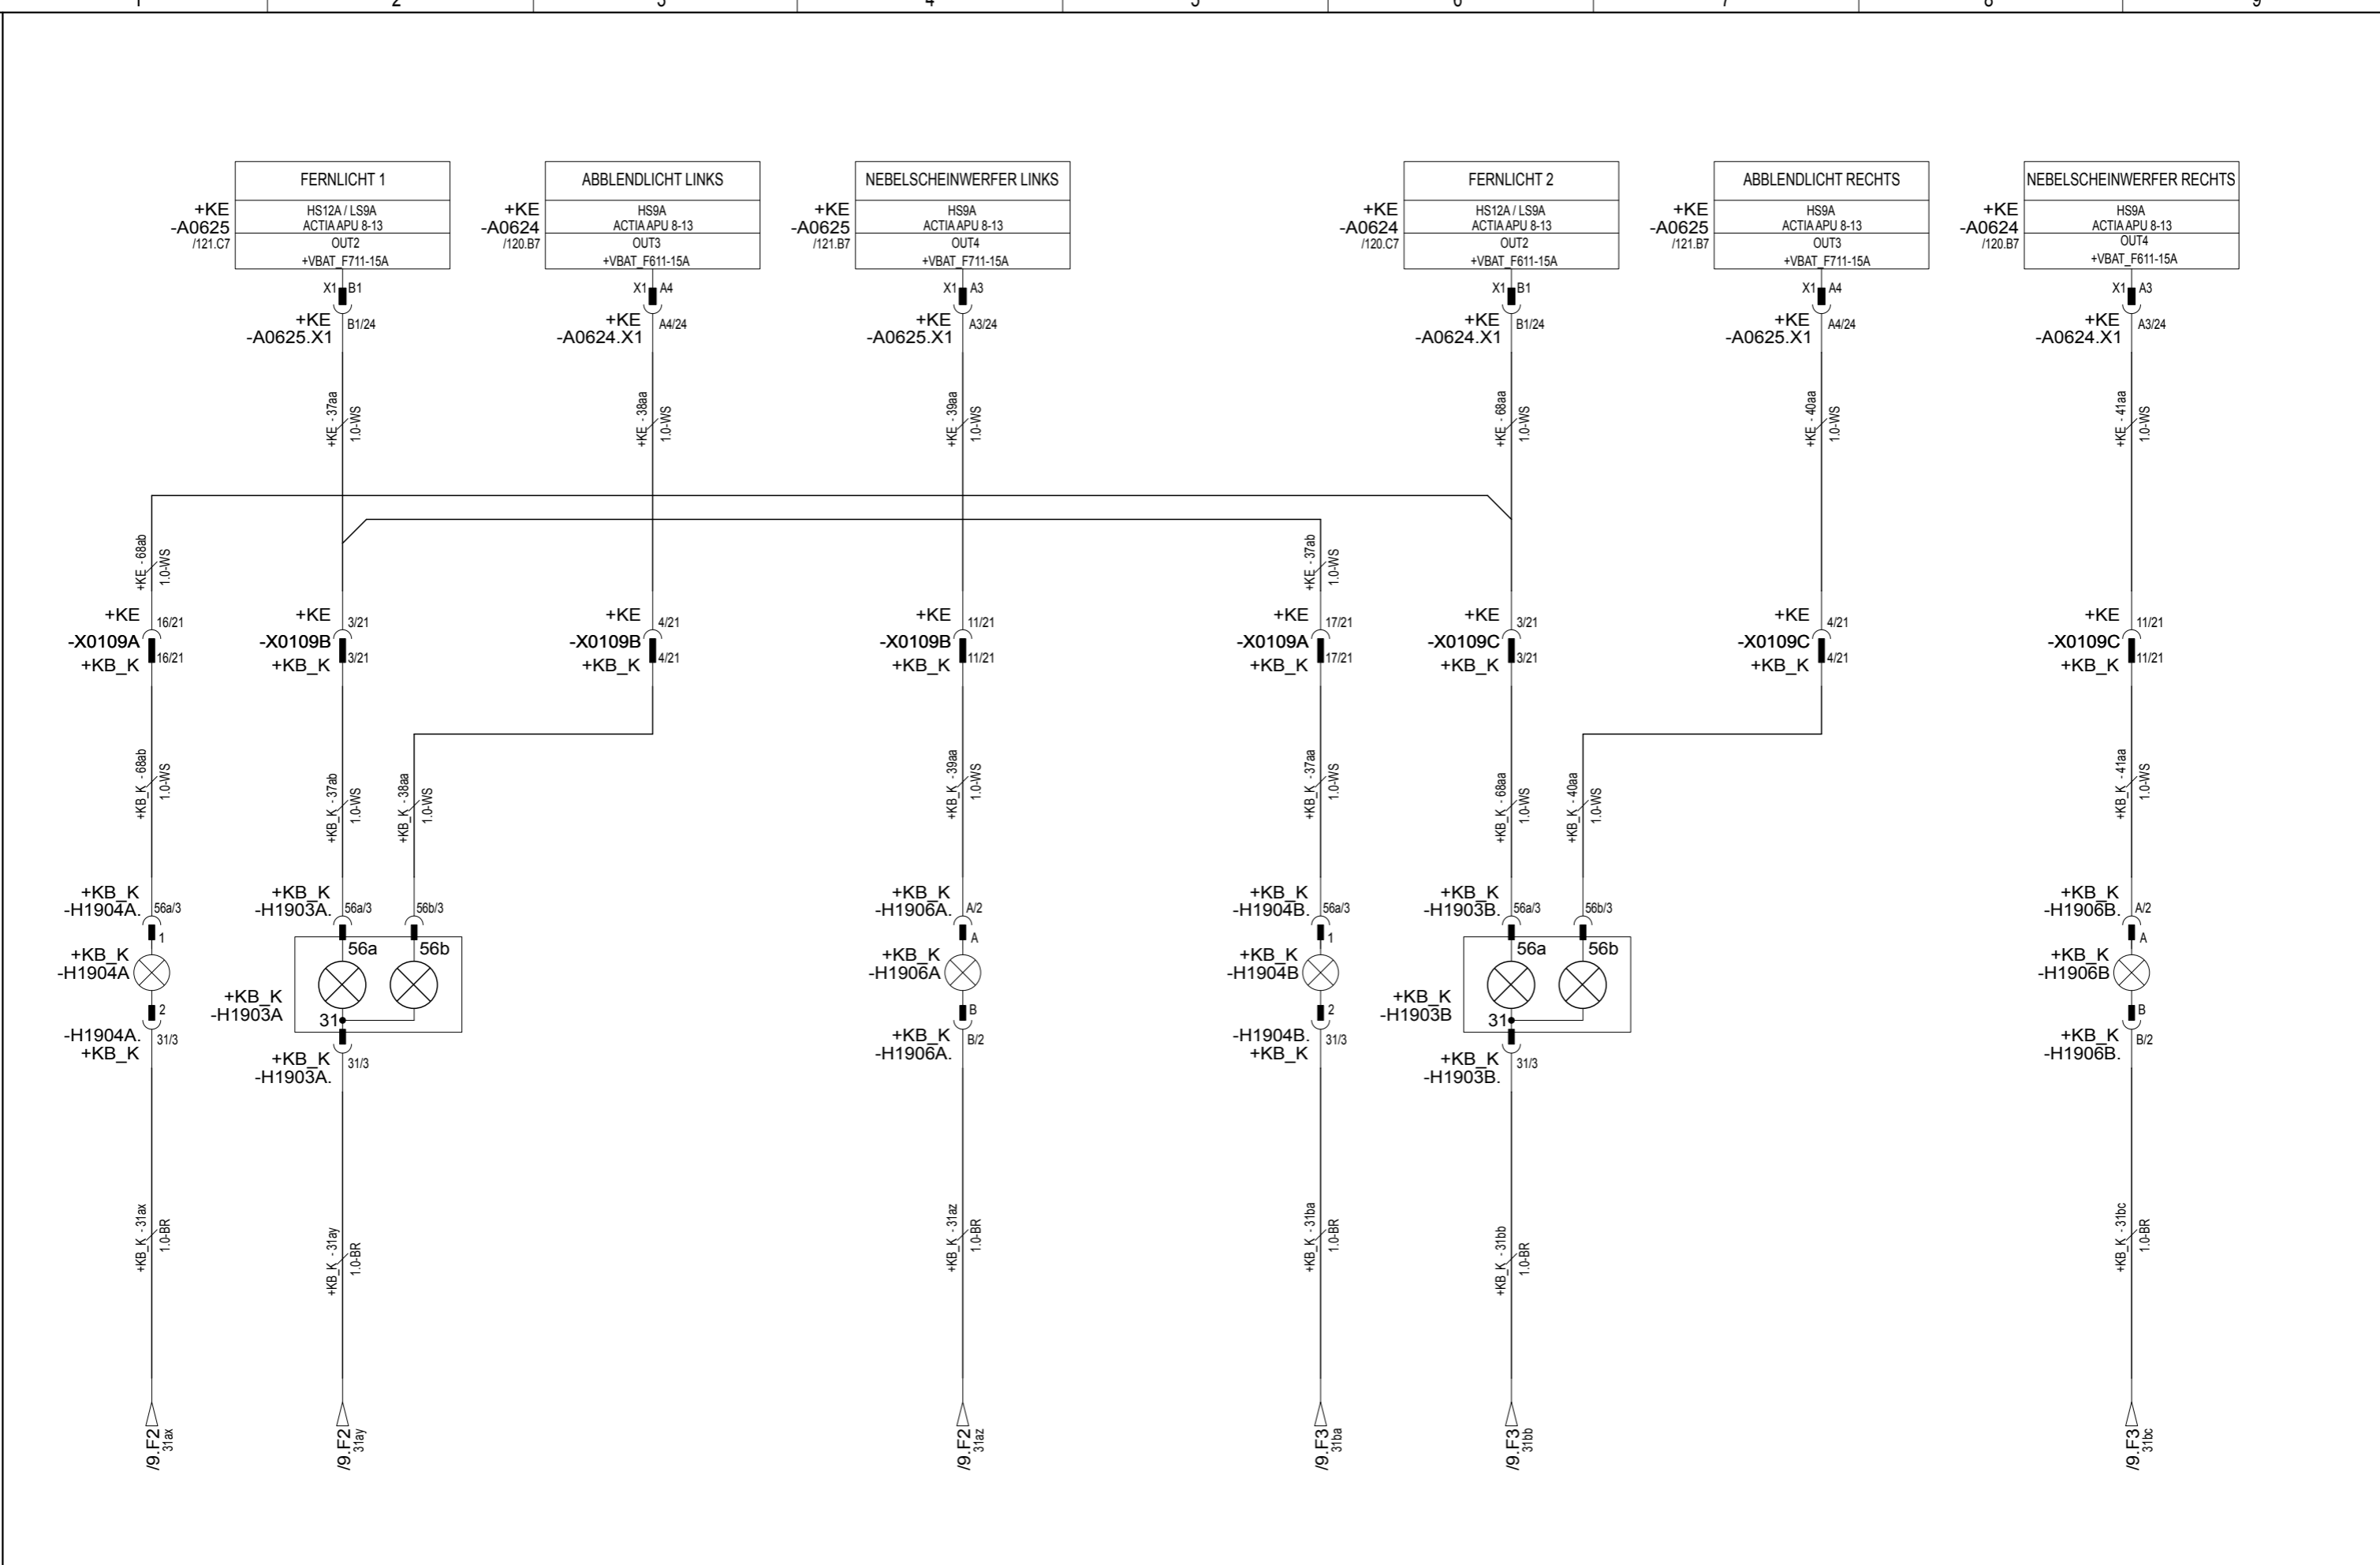 1 2 3 4 5 6 7 8 9
FERNLICHT 1
HS12A / LS9A
ACTIA APU 8-13
OUT2
+VBAT_F711-15A
+KE
-A0625
/121.C7
X1 B1
+KE
-A0625.X1
B1/24
+KE - 37aa
1.0-WS
ABBLENDLICHT LINKS
HS9A
ACTIA APU 8-13
OUT3
+VBAT_F611-15A
+KE
-A0624
/120.B7
X1 A4
+KE
-A0624.X1
A4/24
+KE - 38aa
1.0-WS
NEBELSCHEINWERFER LINKS
HS9A
ACTIA APU 8-13
OUT4
+VBAT_F711-15A
+KE
-A0625
/121.B7
X1 A3
+KE
-A0625.X1
A3/24
+KE - 39aa
1.0-WS
FERNLICHT 2
HS12A / LS9A
ACTIA APU 8-13
OUT2
+VBAT_F611-15A
+KE
-A0624
/120.C7
X1 B1
+KE
-A0624.X1
B1/24
+KE - 68aa
1.0-WS
ABBLENDLICHT RECHTS
HS9A
ACTIA APU 8-13
OUT3
+VBAT_F711-15A
+KE
-A0625
/121.B7
X1 A4
+KE
-A0625.X1
A4/24
+KE - 40aa
1.0-WS
NEBELSCHEINWERFER RECHTS
HS9A
ACTIA APU 8-13
OUT4
+VBAT_F611-15A
+KE
-A0624
/120.B7
X1 A3
+KE
-A0624.X1
A3/24
+KE - 41aa
1.0-WS
+KE - 68ab
1.0-WS
+KE 16/21
-X0109A
+KB_K 16/21
+KB_K - 68ab
1.0-WS
+KB_K
-H1904A. 56a/3
1
+KB_K
-H1904A
2
-H1904A. 31/3
+KB_K
+KB_K - 31ax
1.0-BR
/9.F2
31ax
+KE 3/21
-X0109B
+KB_K 3/21
+KB_K - 37ab
1.0-WS
+KB_K
-H1903A. 56a/3
56a
+KB_K
-H1903A
31
+KB_K 31/3
-H1903A.
+KB_K - 31ay
1.0-BR
/9.F2
31ay
+KE 4/21
-X0109B
+KB_K 4/21
+KB_K - 38aa
1.0-WS
56b/3
56b
+KE 11/21
-X0109B
+KB_K 11/21
+KB_K - 39aa
1.0-WS
+KB_K
-H1906A. A/2
A
+KB_K
-H1906A
B
+KB_K B/2
-H1906A.
+KB_K - 31az
1.0-BR
/9.F2
31az
+KE - 37ab
1.0-WS
+KE 17/21
-X0109A
+KB_K 17/21
+KB_K - 37aa
1.0-WS
+KB_K
-H1904B. 56a/3
1
+KB_K
-H1904B
2
-H1904B. 31/3
+KB_K
+KB_K - 31ba
1.0-BR
/9.F3
31ba
+KE 3/21
-X0109C
+KB_K 3/21
+KB_K - 68aa
1.0-WS
+KB_K
-H1903B. 56a/3
56a
+KB_K
-H1903B
31
+KB_K 31/3
-H1903B.
+KB_K - 31bb
1.0-BR
/9.F3
31bb
+KE 4/21
-X0109C
+KB_K 4/21
+KB_K - 40aa
1.0-WS
56b/3
56b
+KE 11/21
-X0109C
+KB_K 11/21
+KB_K - 41aa
1.0-WS
+KB_K
-H1906B. A/2
A
+KB_K
-H1906B
B
+KB_K B/2
-H1906B.
+KB_K - 31bc
1.0-BR
/9.F3
31bc